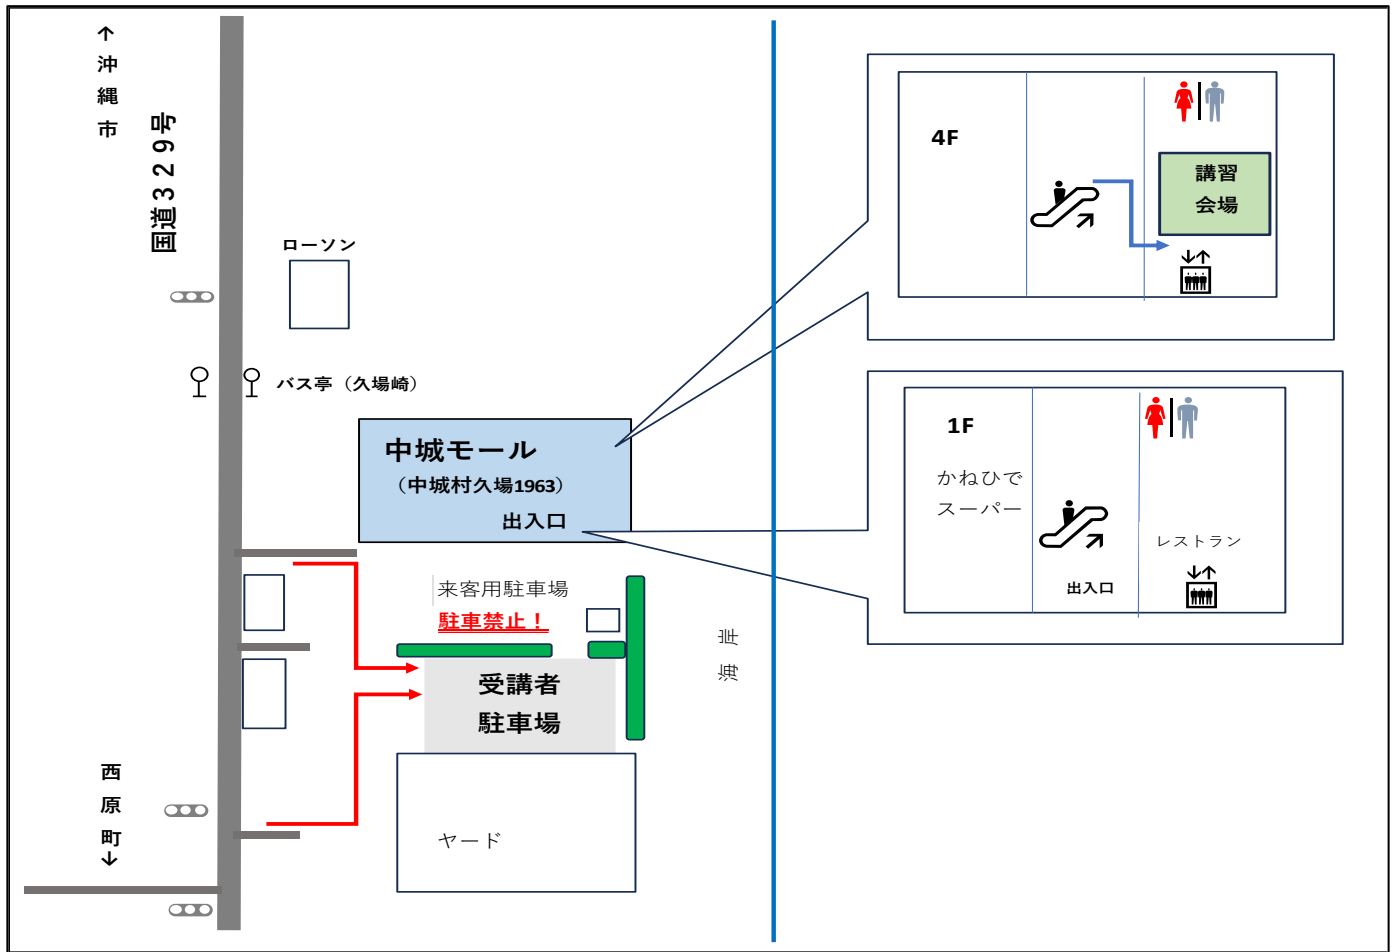 ↑沖縄市
国道３２９号
ローソン
バス亭（久場崎）
中城モール
（中城村久場1963）
出入口
来客用駐車場
駐車禁止！
受講者
駐車場
ヤード
西原町↓
海岸
4F
講習
会場
↓↑
1F
かねひで
スーパー
レストラン
出入口
↓↑